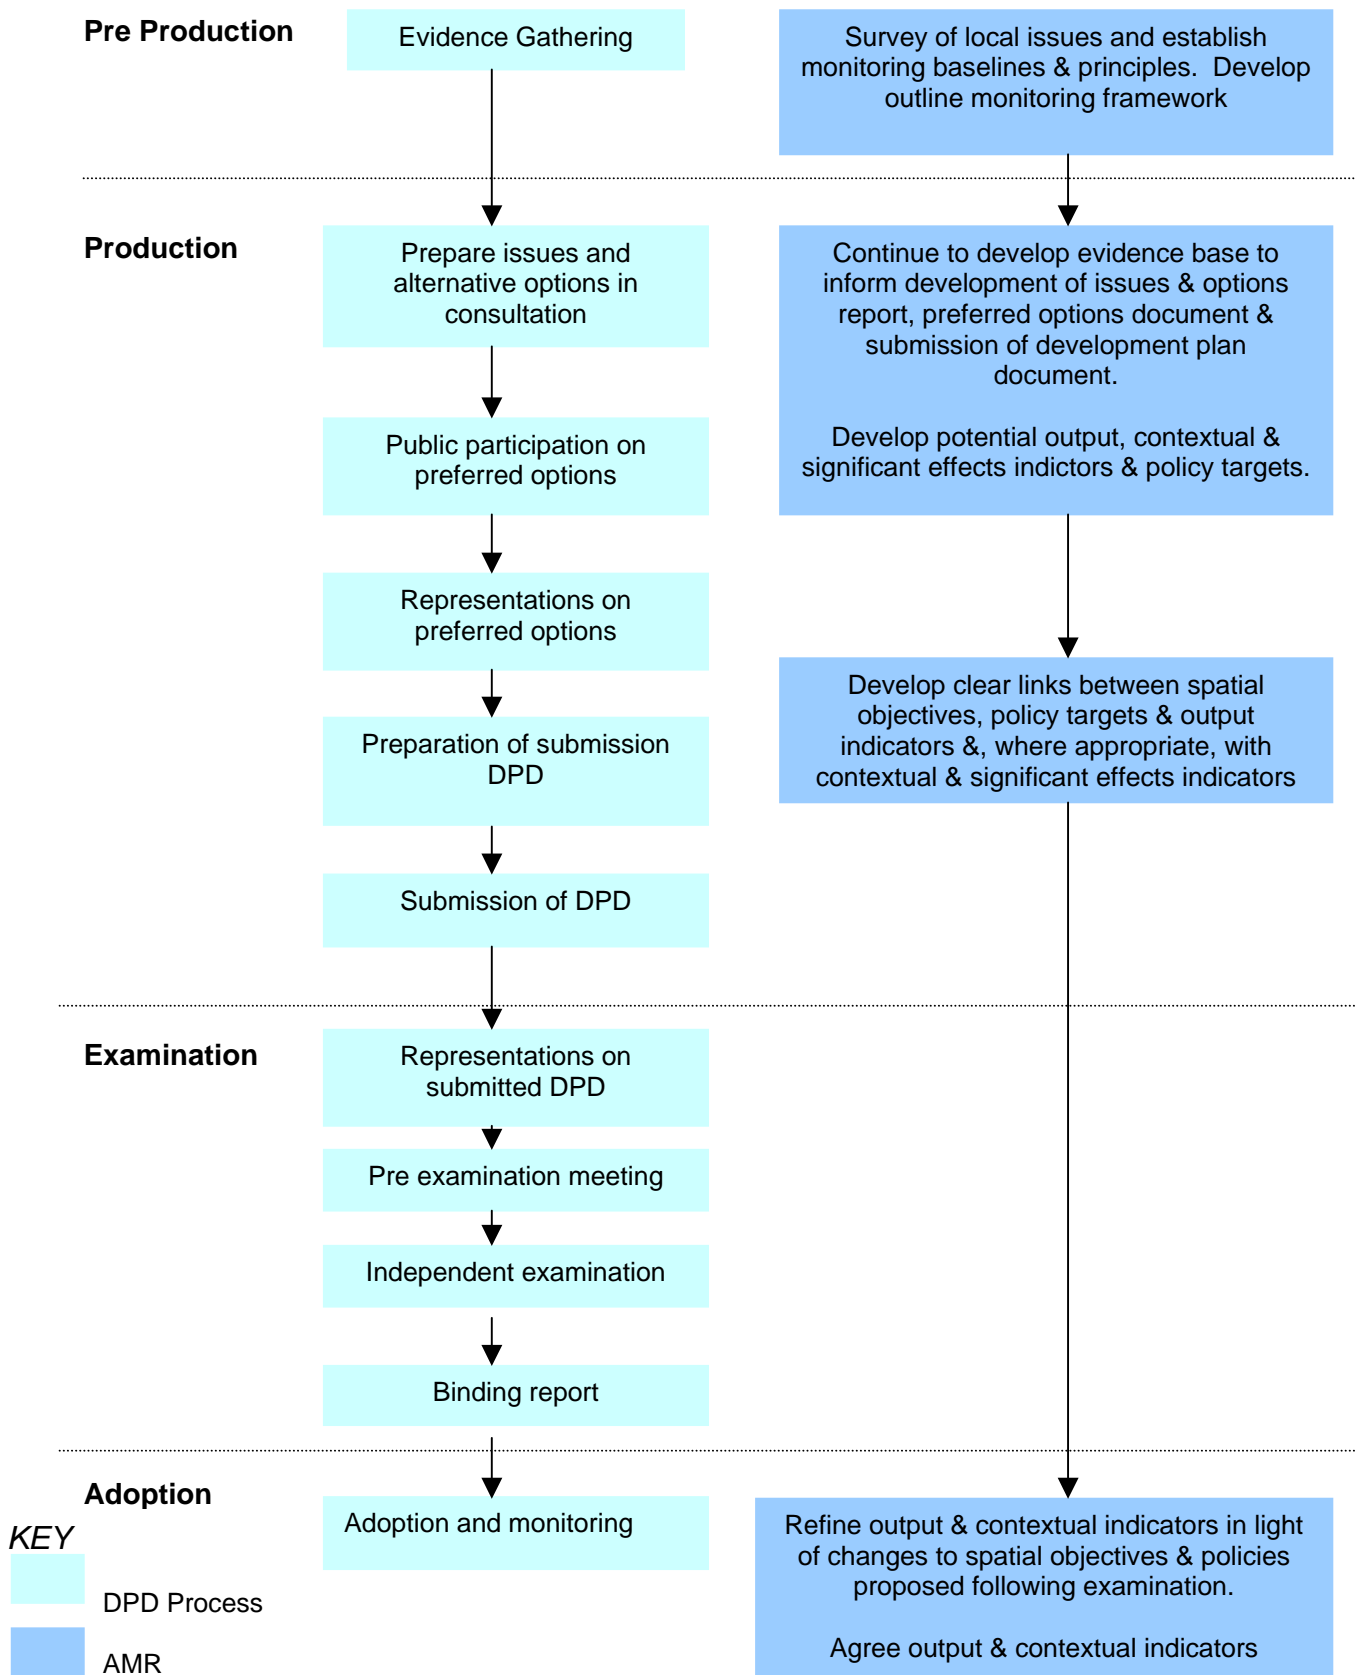 Pre Production
Evidence Gathering
Survey of local issues and establish
monitoring baselines & principles. Develop
outline monitoring framework
Production
Prepare issues and
alternative options in
consultation
Continue to develop evidence base to
inform development of issues & options
report, preferred options document &
submission of development plan
document.
Develop potential output, contextual &
significant effects indictors & policy targets.
Public participation on
preferred options
Representations on
preferred options
Develop clear links between spatial
objectives, policy targets & output
indicators &, where appropriate, with
contextual & significant effects indicators
Preparation of submission
DPD
Submission of DPD
Examination
Representations on
submitted DPD
Pre examination meeting
Independent examination
Binding report
Adoption
Adoption and monitoring
Refine output & contextual indicators in light
of changes to spatial objectives & policies
proposed following examination.
Agree output & contextual indicators
KEY
DPD Process
AMR